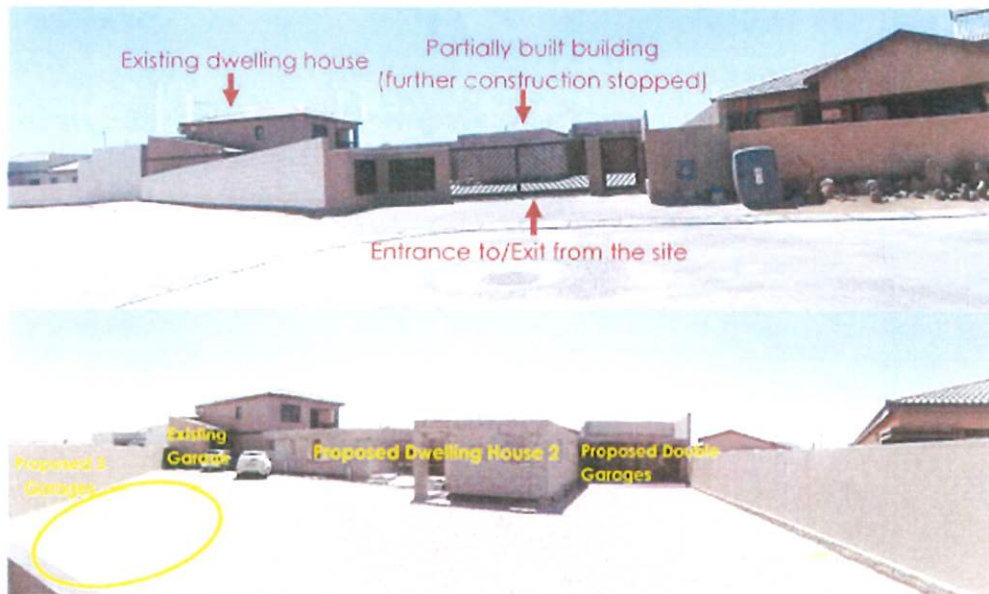 Existing dwelling house
Partially built building
(further construction stopped)
Entrance to/Exit from the site
Existing
Garage
Proposed 3
Garages
Proposed Dwelling House 2
Proposed Double
Garages